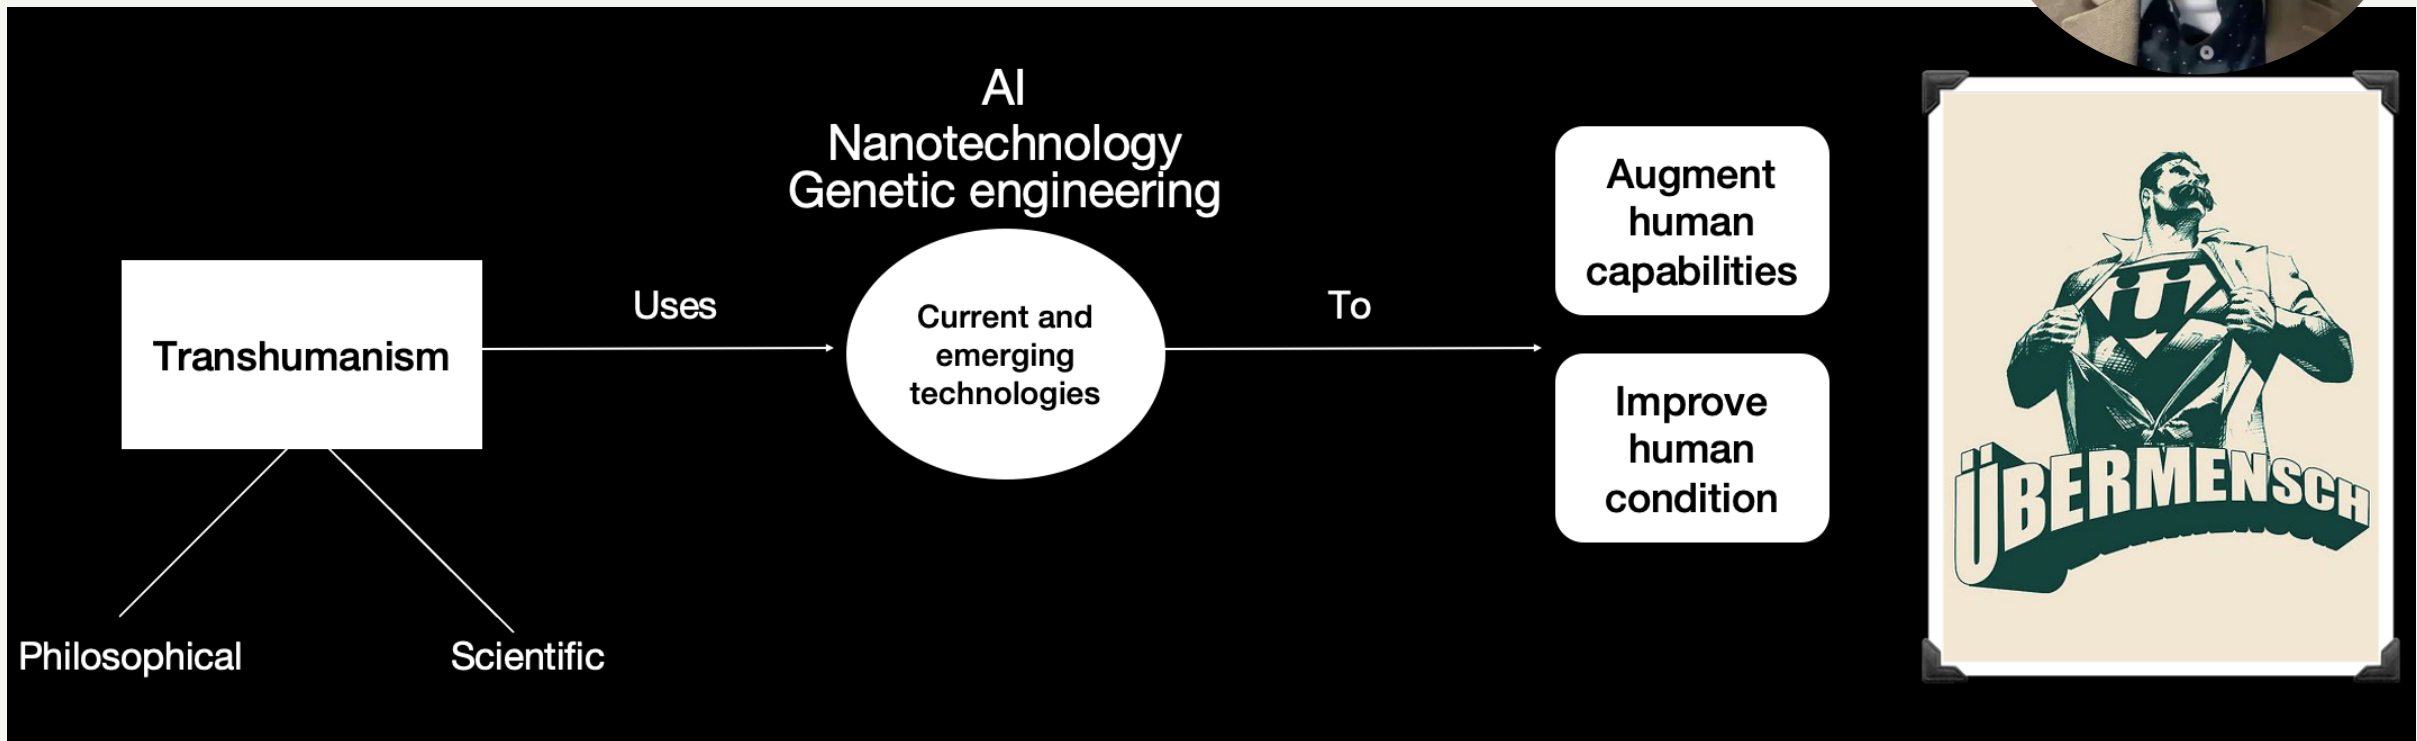 AI
Nanotechnology
Genetic engineering
Transhumanism
Uses
Current and
emerging
technologies
To
Augment
human
capabilities
Improve
human
condition
Philosophical
Scientific
Ü
ÜBERMENSCH